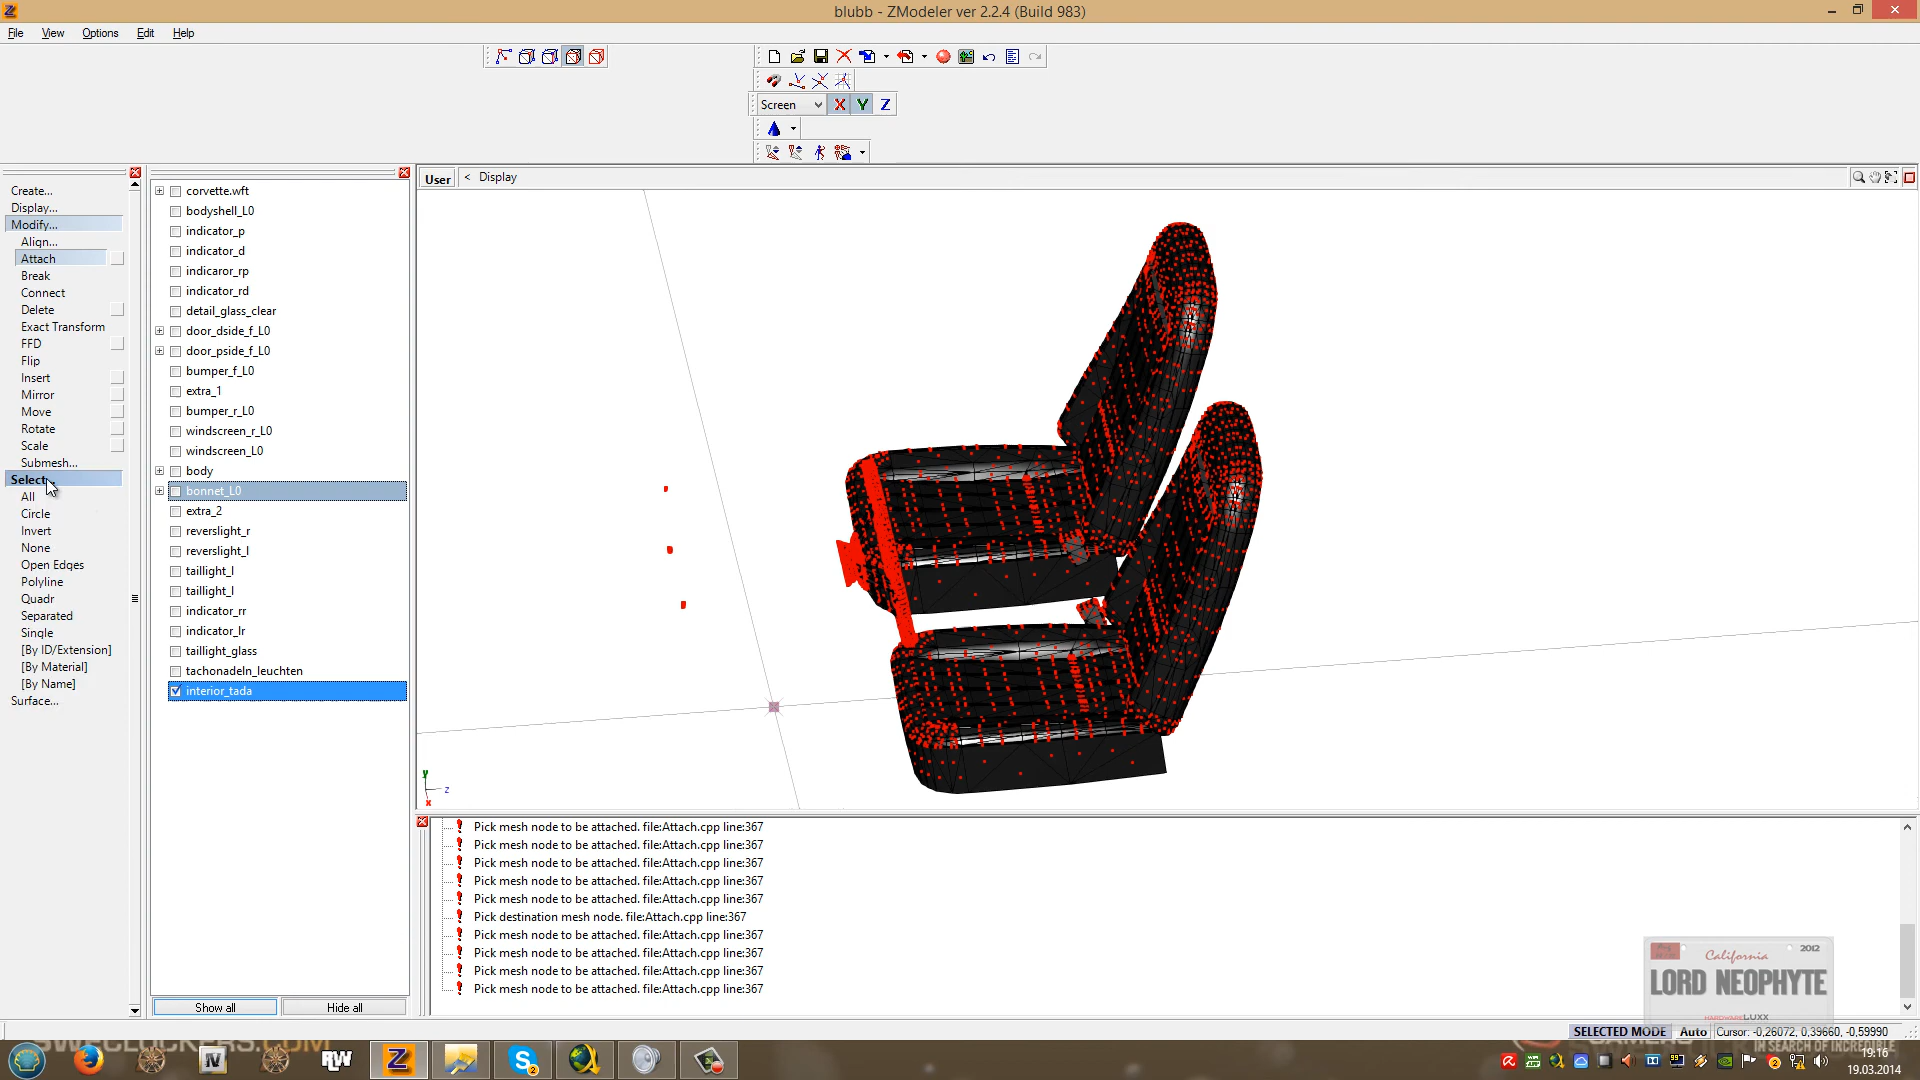 blubb - ZModeler ver 2.2.4 (Build 983)
File View Options Edit Help
Screen X Y Z
Create...
Display...
Modify...
Align...
Attach
Break
Connect
Delete
Exact Transform
FFD
Flip
Insert
Mirror
Move
Rotate
Scale
Submesh...
Select
All
Circle
Invert
None
Open Edges
Polyline
Quadr
Separated
Single
[By ID/Extension]
[By Material]
[By Name]
Surface...
corvette.wft
bodyshell_L0
indicator_p
indicator_d
indicaror_rp
indicator_rd
detail_glass_clear
door_dside_f_L0
door_pside_f_L0
bumper_f_L0
extra_1
bumper_r_L0
windscreen_r_L0
windscreen_L0
body
bonnet_L0
extra_2
reverslight_r
reverslight_l
taillight_l
taillight_l
indicator_rr
indicator_lr
taillight_glass
tachonadeln_leuchten
interior_tada
Show all Hide all
User < Display
y z x
Pick mesh node to be attached. file:Attach.cpp line:367
Pick mesh node to be attached. file:Attach.cpp line:367
Pick mesh node to be attached. file:Attach.cpp line:367
Pick mesh node to be attached. file:Attach.cpp line:367
Pick mesh node to be attached. file:Attach.cpp line:367
Pick destination mesh node. file:Attach.cpp line:367
Pick mesh node to be attached. file:Attach.cpp line:367
Pick mesh node to be attached. file:Attach.cpp line:367
Pick mesh node to be attached. file:Attach.cpp line:367
Pick mesh node to be attached. file:Attach.cpp line:367
California 2012
LORD NEOPHYTE
HARDWARELUXX
SELECTED MODE Auto Cursor: -0,26072, 0,39660, -0,59990
SWECLOCKERS.COM
IN SEARCH OF INCREDIBLE
IV RW Z
19:16
19.03.2014